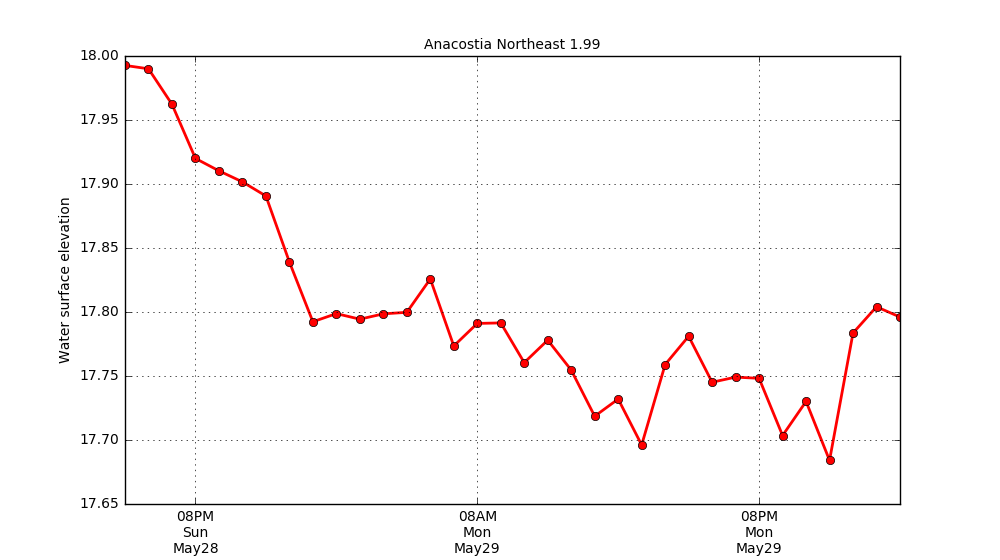 Anacostia Northeast 1.99
18.00
17.95
17.90
17.85
17.80
17.75
17.70
17.65
Water surface elevation
08PM
Sun
May28
08AM
Mon
May29
08PM
Mon
May29